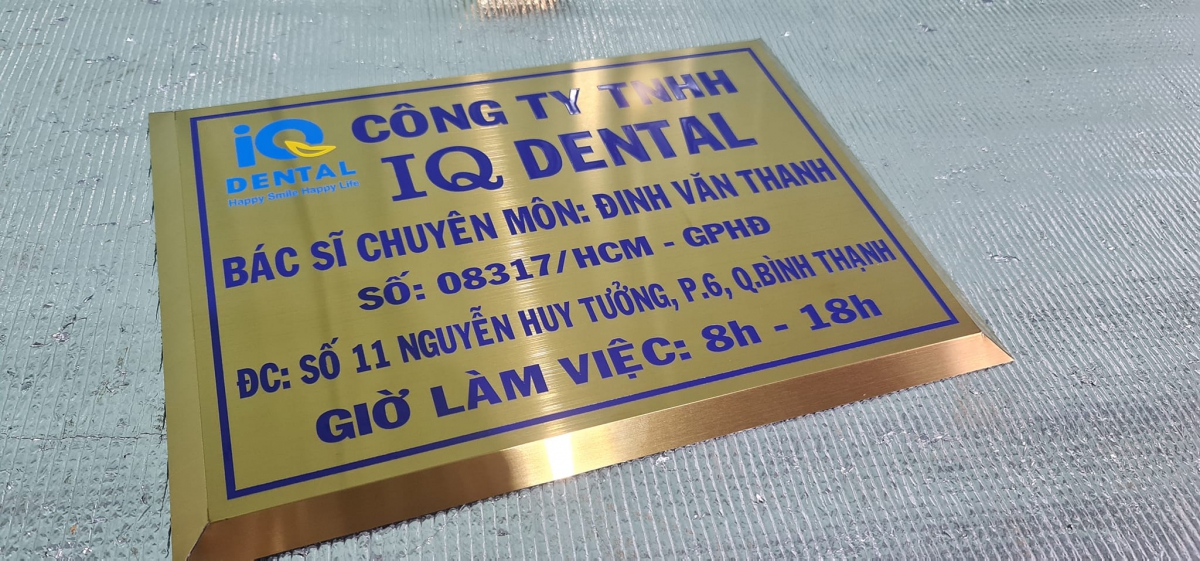 iQ
DENTAL
Happy Smile Happy Life
CÔNG TY TNHH
IQ DENTAL
BÁC SĨ CHUYÊN MÔN: ĐINH VĂN THANH
SỐ: 08317/HCM - GPHĐ
ĐC: SỐ 11 NGUYỄN HUY TƯỞNG, P.6, Q.BÌNH THẠNH
GIỜ LÀM VIỆC: 8h - 18h